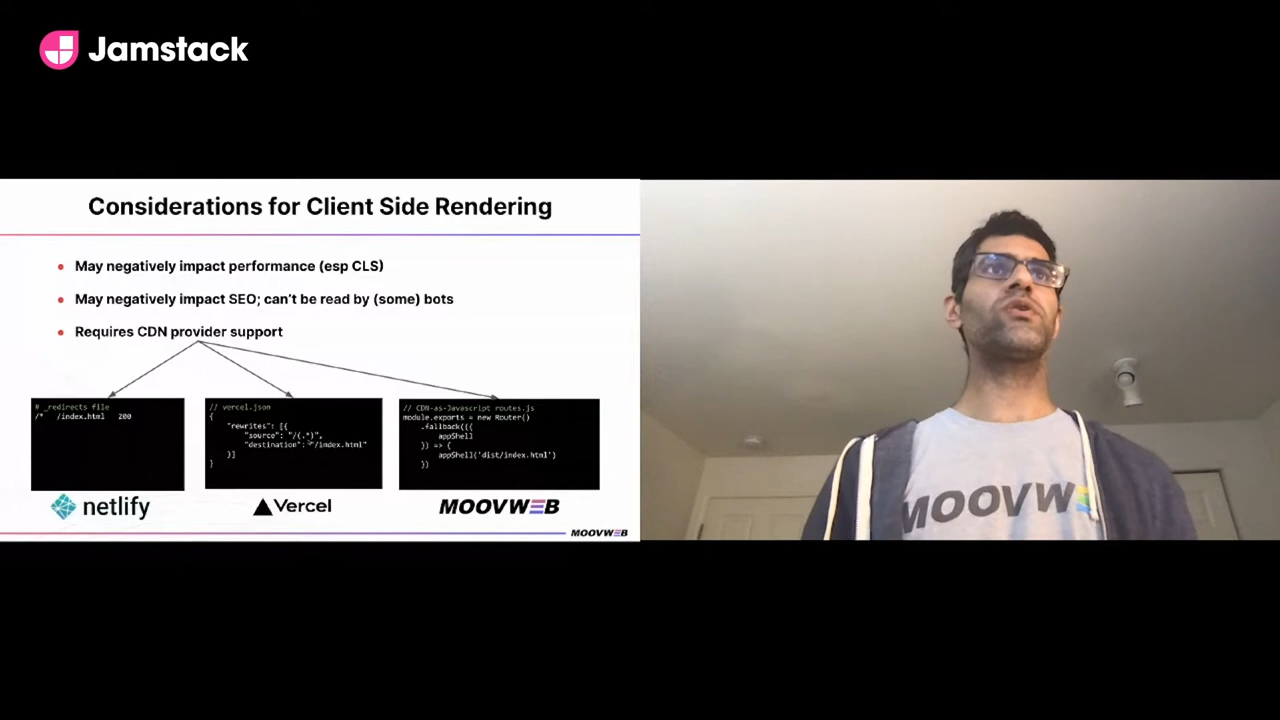 Jamstack
Considerations for Client Side Rendering
May negatively impact performance (esp CLS)
May negatively impact SEO; can't be read by (some) bots
Requires CDN provider support
# _redirects file
/* /index.html 200
netlify
// vercel.json
{
"rewrites": [{
"source": "/(.*)",
"destination": "/index.html"
}]
}
Vercel
// CDN-as-Javascript routes.js
module.exports = new Router()
.fallback(({
appShell
}) => {
appShell('dist/index.html')
})
MOOVWEB
MOOVWEB
MOOVWE